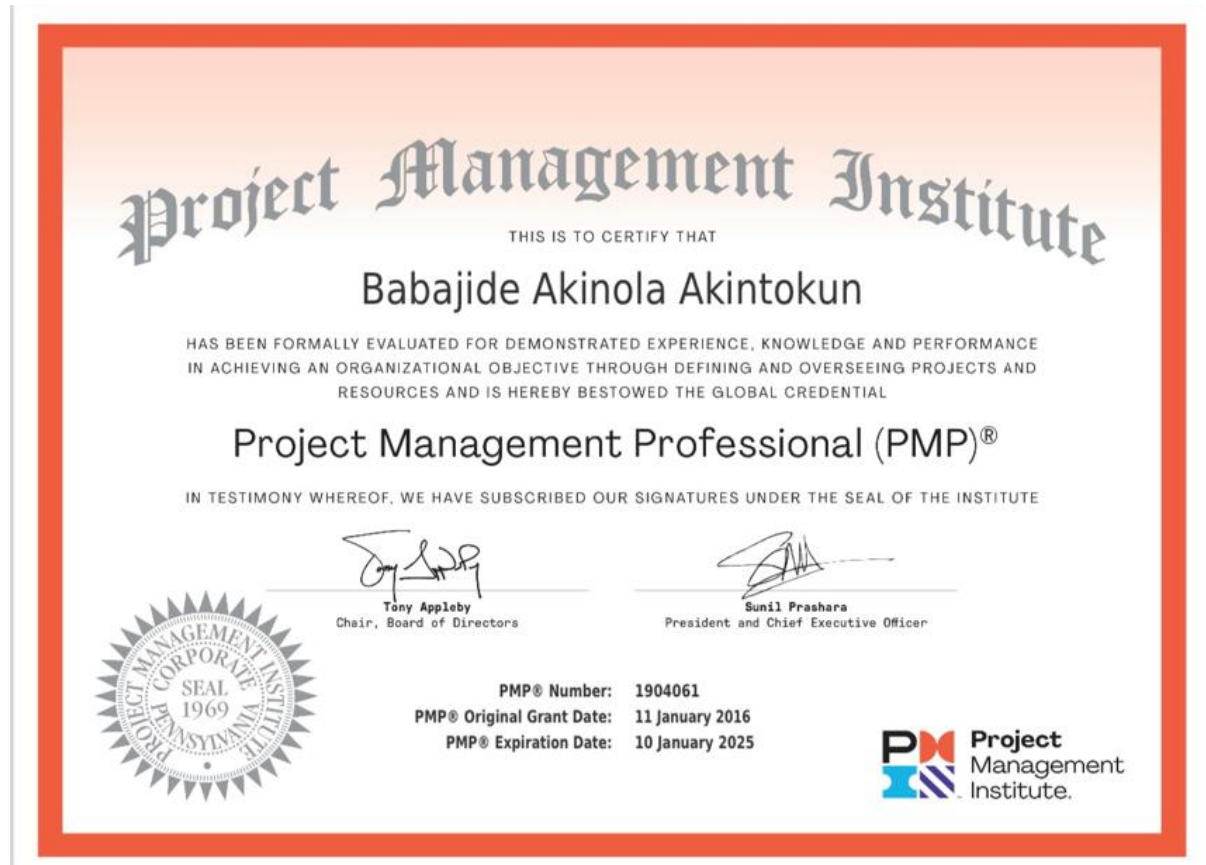 Project Management Institute
THIS IS TO CERTIFY THAT
Babajide Akinola Akintokun
HAS BEEN FORMALLY EVALUATED FOR DEMONSTRATED EXPERIENCE, KNOWLEDGE AND PERFORMANCE
IN ACHIEVING AN ORGANIZATIONAL OBJECTIVE THROUGH DEFINING AND OVERSEEING PROJECTS AND
RESOURCES AND IS HEREBY BESTOWED THE GLOBAL CREDENTIAL
Project Management Professional (PMP)®
IN TESTIMONY WHEREOF, WE HAVE SUBSCRIBED OUR SIGNATURES UNDER THE SEAL OF THE INSTITUTE
Tony Appleby
Chair, Board of Directors
Sunil Prashara
President and Chief Executive Officer
PROJECT MANAGEMENT INSTITUTE
CORPORATE
SEAL
1969
PENNSYLVANIA
PMP® Number: 1904061
PMP® Original Grant Date: 11 January 2016
PMP® Expiration Date: 10 January 2025
Project
Management
Institute.